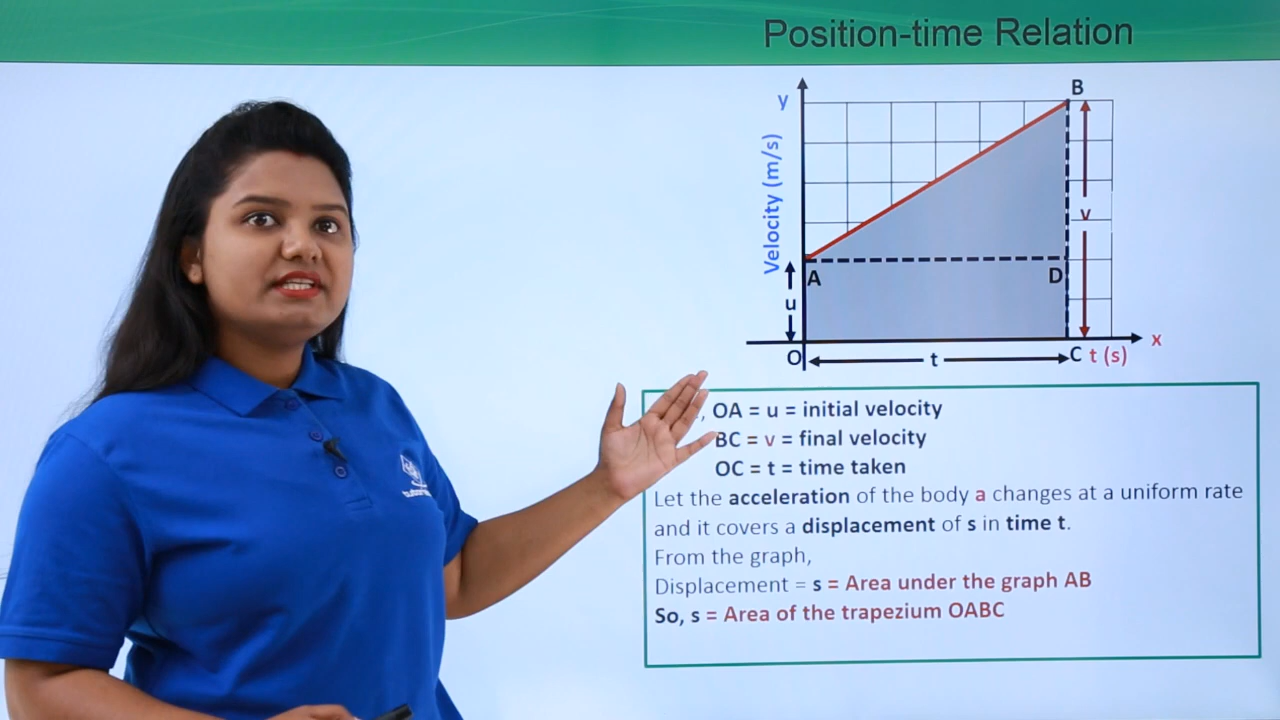 Position-time Relation
B
y
Velocity (m/s)
v
A
D
u
O
t
C t (s)
x
, OA = u = initial velocity
BC = v = final velocity
OC = t = time taken
Let the acceleration of the body a changes at a uniform rate
and it covers a displacement of s in time t.
From the graph,
Displacement = s = Area under the graph AB
So, s = Area of the trapezium OABC